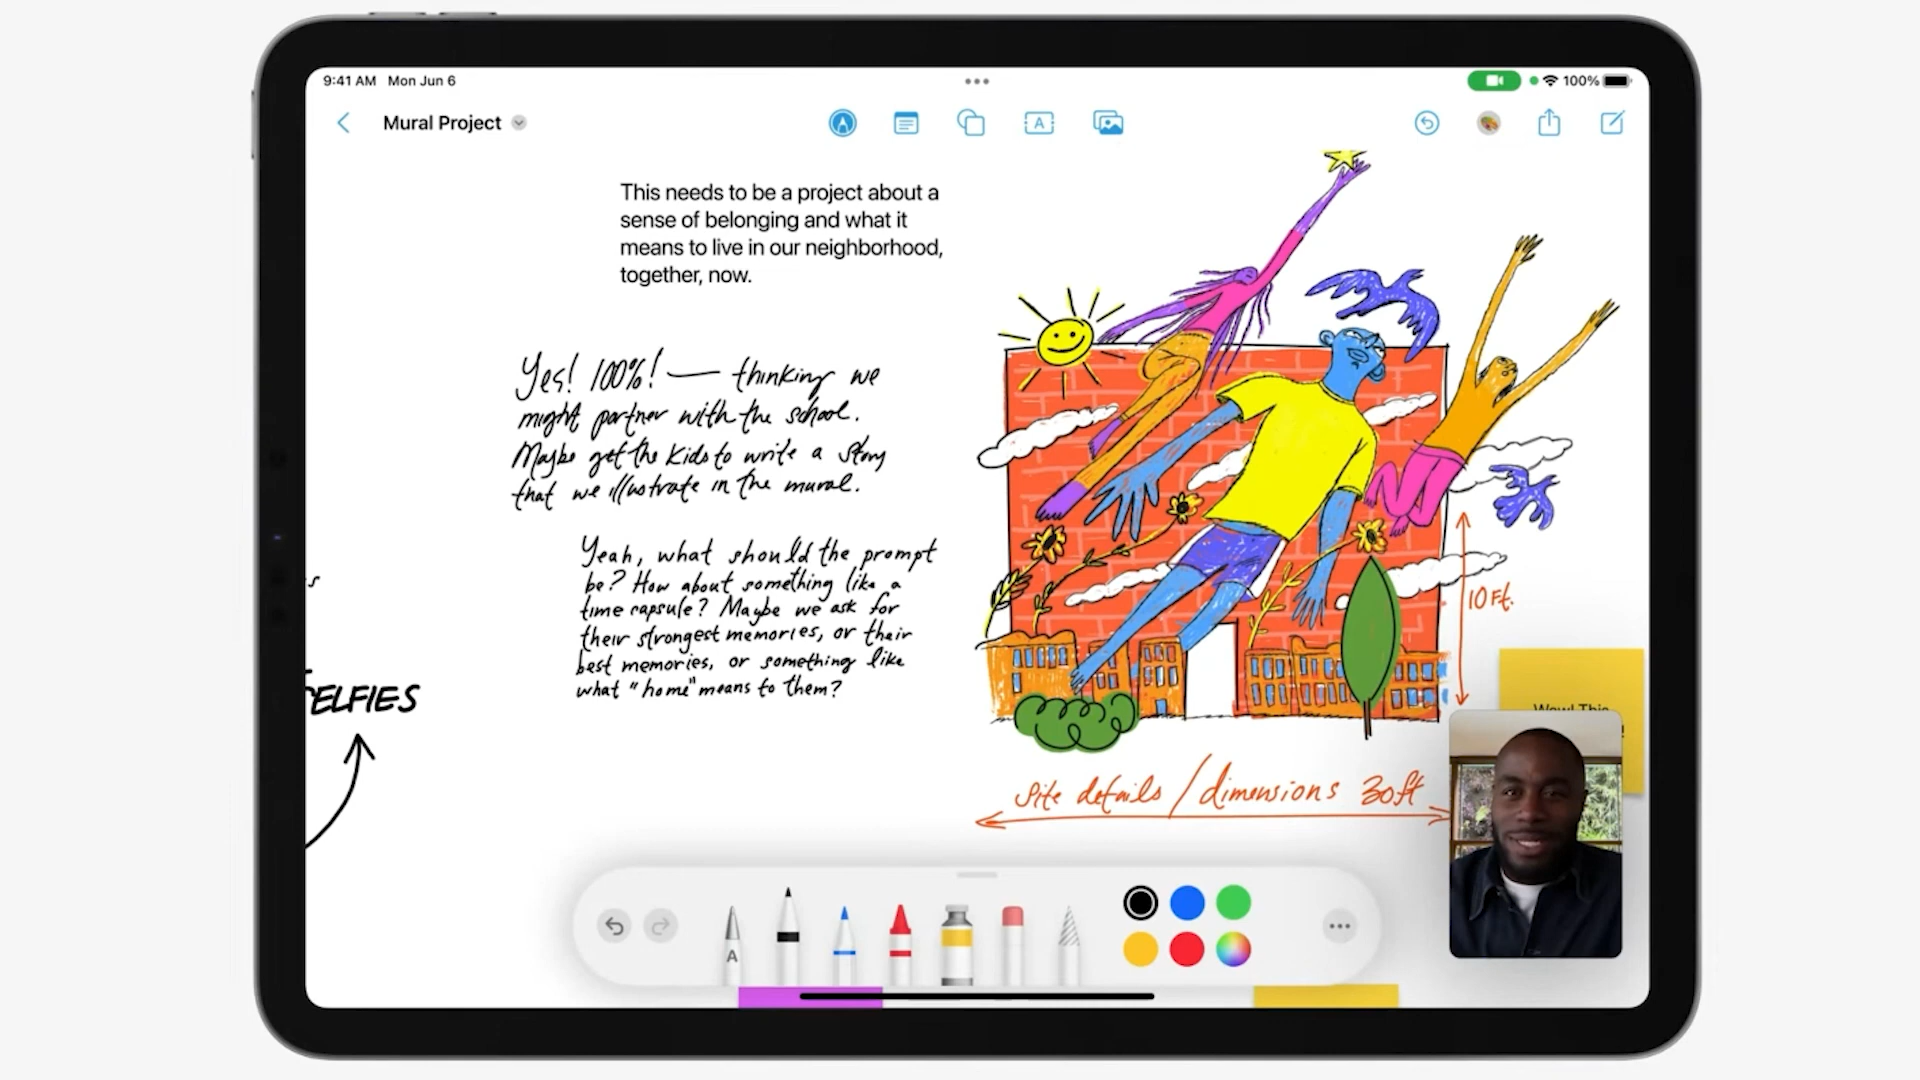 9:41 AM Mon Jun 6
100%
Mural Project
A
This needs to be a project about a
sense of belonging and what it
means to live in our neighborhood,
together, now.
Yes! 100%! — thinking we
might partner with the school.
Maybe get the kids to write a story
that we illustrate in the mural.
Yeah, what should the prompt
be? How about something like a
time capsule? Maybe we ask for
their strongest memories, or their
best memories, or something like
what "home" means to them?
ELFIES
10 Ft.
Wow! This
Site details / dimensions 30ft
A